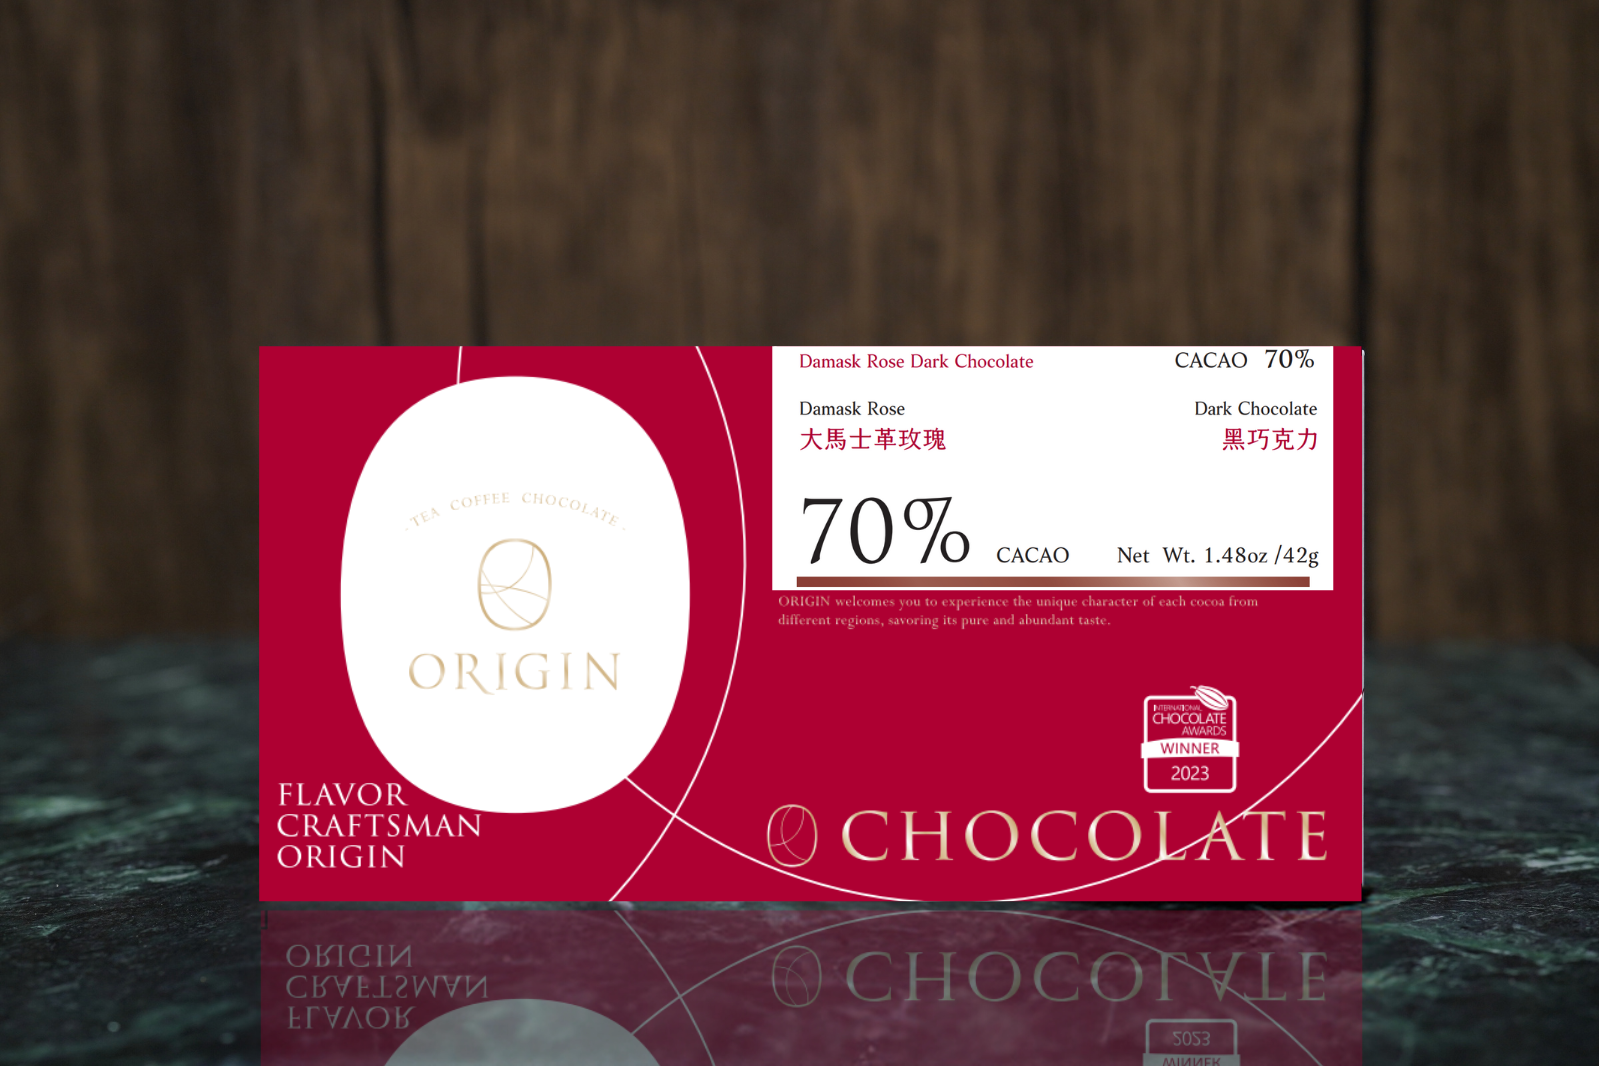 Damask Rose Dark Chocolate CACAO 70%
Damask Rose Dark Chocolate
大馬士革玫瑰 黑巧克力
70% CACAO Net Wt. 1.48oz /42g
ORIGIN welcomes you to experience the unique character of each cocoa from
different regions, savoring its pure and abundant taste.
· TEA COFFEE CHOCOLATE ·
ORIGIN
FLAVOR
CRAFTSMAN
ORIGIN
INTERNATIONAL
CHOCOLATE
AWARDS
WINNER
2023
CHOCOLATE